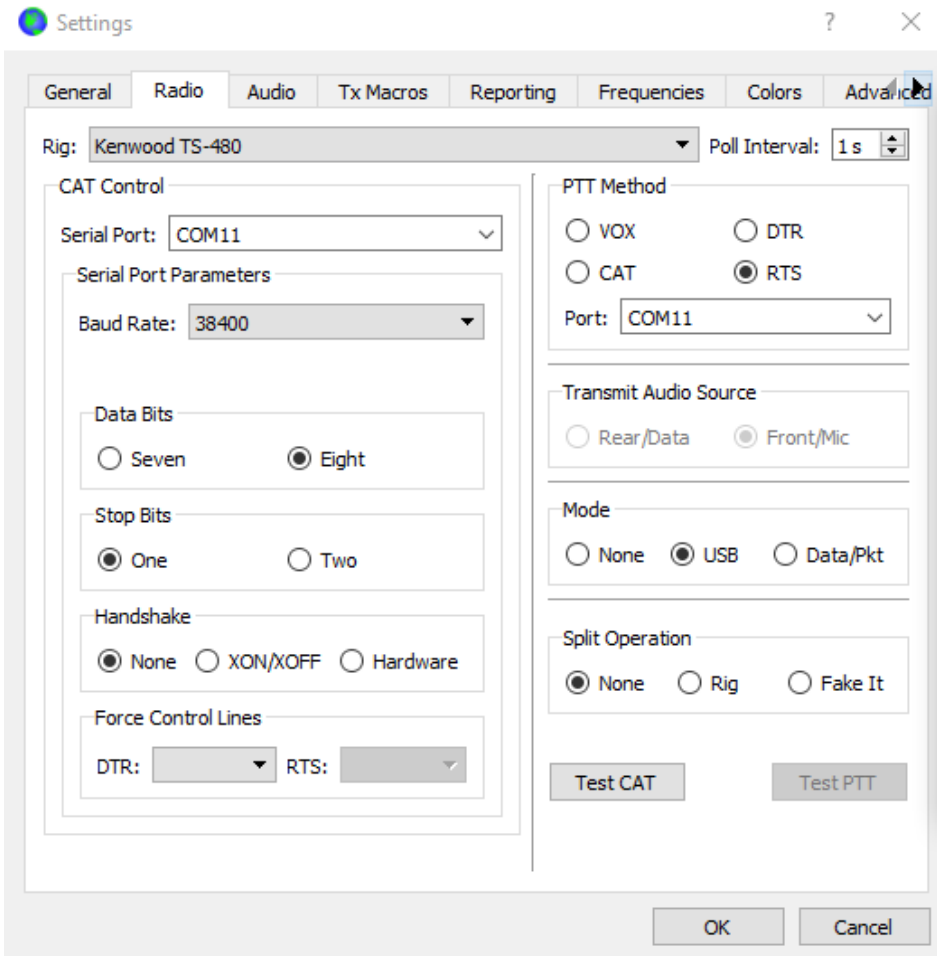 Settings
General Radio Audio Tx Macros Reporting Frequencies Colors Advanced
Rig: Kenwood TS-480 Poll Interval: 1 s
CAT Control
Serial Port: COM11
Serial Port Parameters
Baud Rate: 38400
Data Bits
Seven Eight
Stop Bits
One Two
Handshake
None XON/XOFF Hardware
Force Control Lines
DTR: RTS:
PTT Method
VOX DTR
CAT RTS
Port: COM11
Transmit Audio Source
Rear/Data Front/Mic
Mode
None USB Data/Pkt
Split Operation
None Rig Fake It
Test CAT Test PTT
OK Cancel